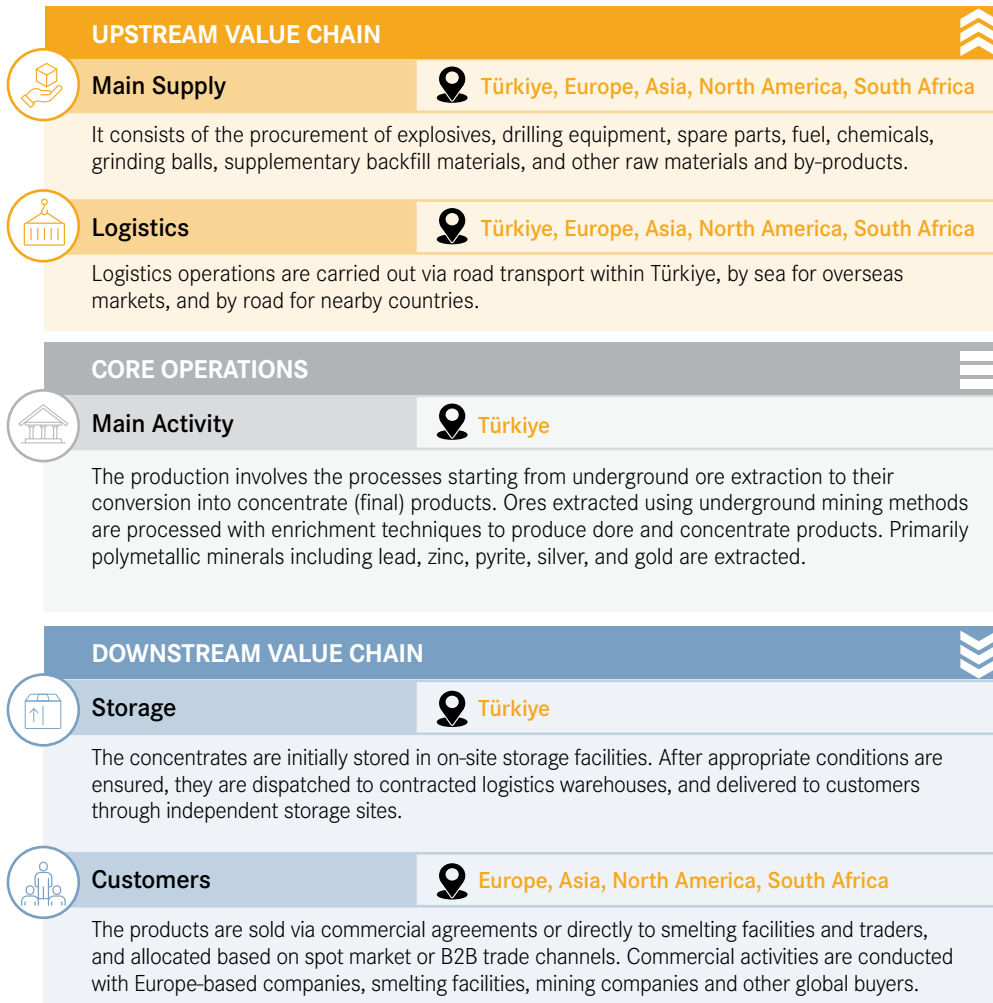 UPSTREAM VALUE CHAIN
Main Supply
Türkiye, Europe, Asia, North America, South Africa
It consists of the procurement of explosives, drilling equipment, spare parts, fuel, chemicals,
grinding balls, supplementary backfill materials, and other raw materials and by-products.
Logistics
Türkiye, Europe, Asia, North America, South Africa
Logistics operations are carried out via road transport within Türkiye, by sea for overseas
markets, and by road for nearby countries.
CORE OPERATIONS
Main Activity
Türkiye
The production involves the processes starting from underground ore extraction to their
conversion into concentrate (final) products. Ores extracted using underground mining methods
are processed with enrichment techniques to produce dore and concentrate products. Primarily
polymetallic minerals including lead, zinc, pyrite, silver, and gold are extracted.
DOWNSTREAM VALUE CHAIN
Storage
Türkiye
The concentrates are initially stored in on-site storage facilities. After appropriate conditions are
ensured, they are dispatched to contracted logistics warehouses, and delivered to customers
through independent storage sites.
Customers
Europe, Asia, North America, South Africa
The products are sold via commercial agreements or directly to smelting facilities and traders,
and allocated based on spot market or B2B trade channels. Commercial activities are conducted
with Europe-based companies, smelting facilities, mining companies and other global buyers.